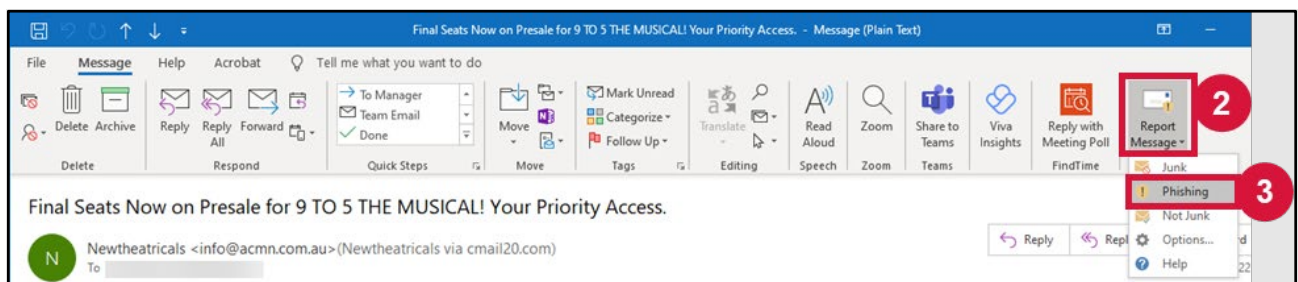 Final Seats Now on Presale for 9 TO 5 THE MUSICAL! Your Priority Access. - Message (Plain Text)
File Message Help Acrobat Tell me what you want to do
To Manager
Team Email
Done
Mark Unread
Categorize
Follow Up
Delete Archive
Reply Reply All Forward
Move
Translate
Read Aloud
Zoom
Share to Teams
Viva Insights
Reply with Meeting Poll
Report Message
2
Delete Respond Quick Steps Move Tags Editing Speech Zoom Teams FindTime
Junk
Phishing
3
Not Junk
Options...
Help
Final Seats Now on Presale for 9 TO 5 THE MUSICAL! Your Priority Access.
N
Newtheatricals <info@acmn.com.au>(Newtheatricals via cmail20.com)
To
Reply